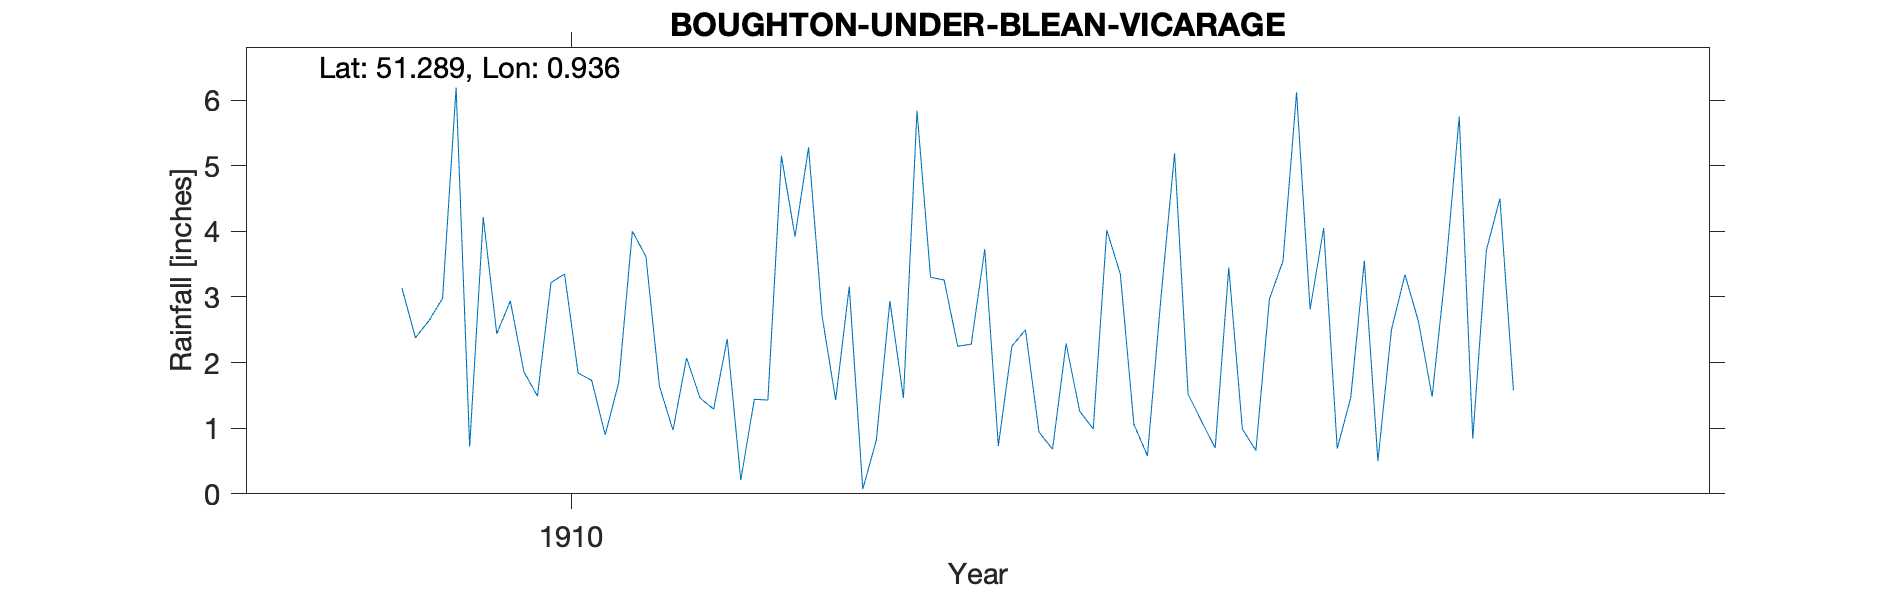 BOUGHTON-UNDER-BLEAN-VICARAGE
Lat: 51.289, Lon: 0.936
6
5
4
3
2
1
0
Rainfall [inches]
1910
Year